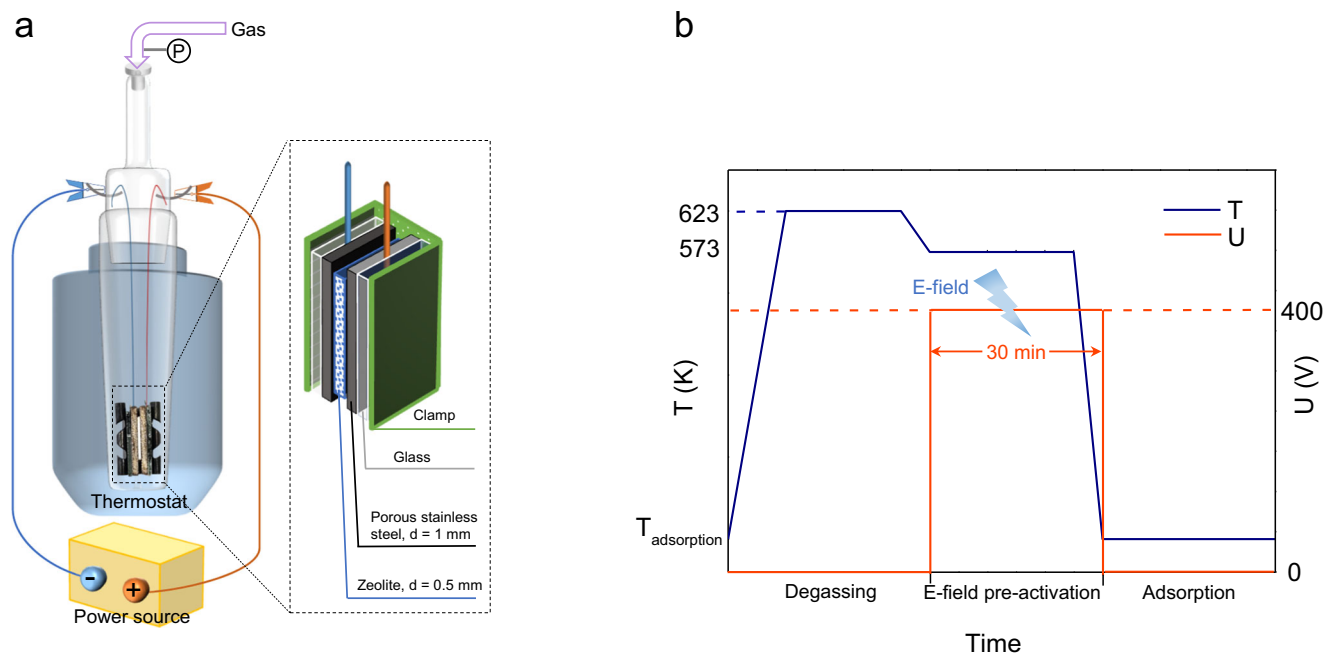 a
Gas
P
Clamp
Glass
Porous stainless
steel, d = 1 mm
Zeolite, d = 0.5 mm
Thermostat
-
+
Power source
b
623
573
T
U
E-field
400
30 min
T (K)
U (V)
Tadsorption
0
Degassing
E-field pre-activation
Adsorption
Time